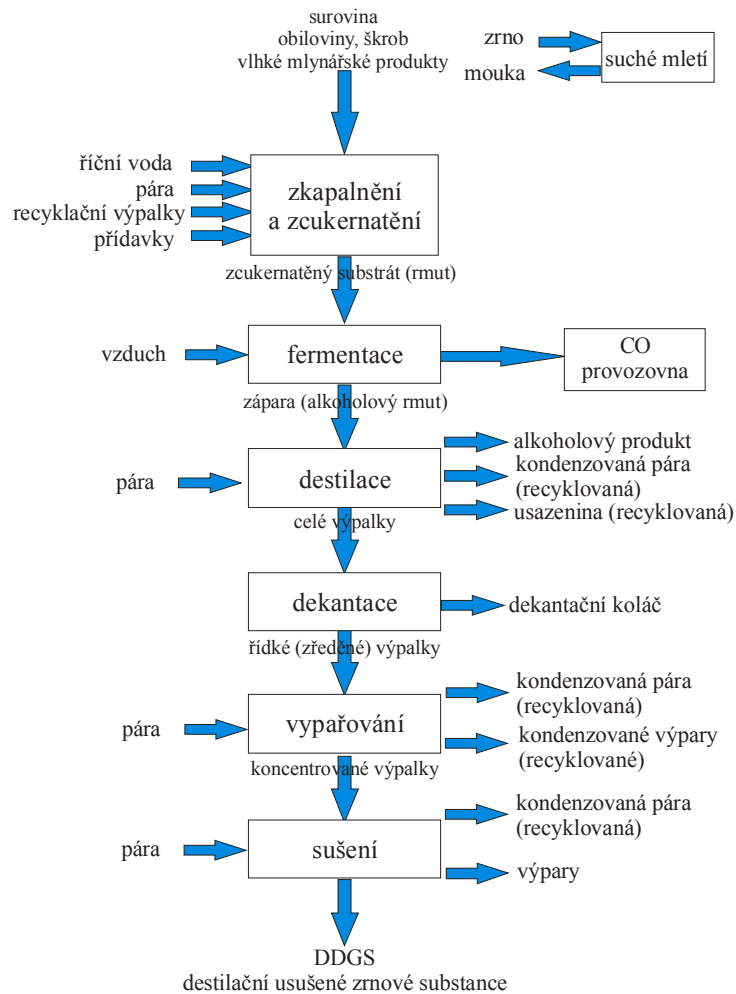 surovina
obiloviny, škrob
vlhké mlynářské produkty
zrno
mouka
suché mletí
říční voda
pára
recyklační výpalky
přídavky
zkapalnění
a zcukernatění
zcukernatěný substrát (rmut)
vzduch
fermentace
CO
provozovna
zápara (alkoholový rmut)
pára
destilace
alkoholový produkt
kondenzovaná pára
(recyklovaná)
usazenina (recyklovaná)
celé výpalky
dekantace
dekantační koláč
řídké (zředěné) výpalky
pára
vypařování
kondenzovaná pára
(recyklovaná)
kondenzované výpary
(recyklované)
koncentrované výpalky
pára
sušení
kondenzovaná pára
(recyklovaná)
výpary
DDGS
destilační usušené zrnové substance